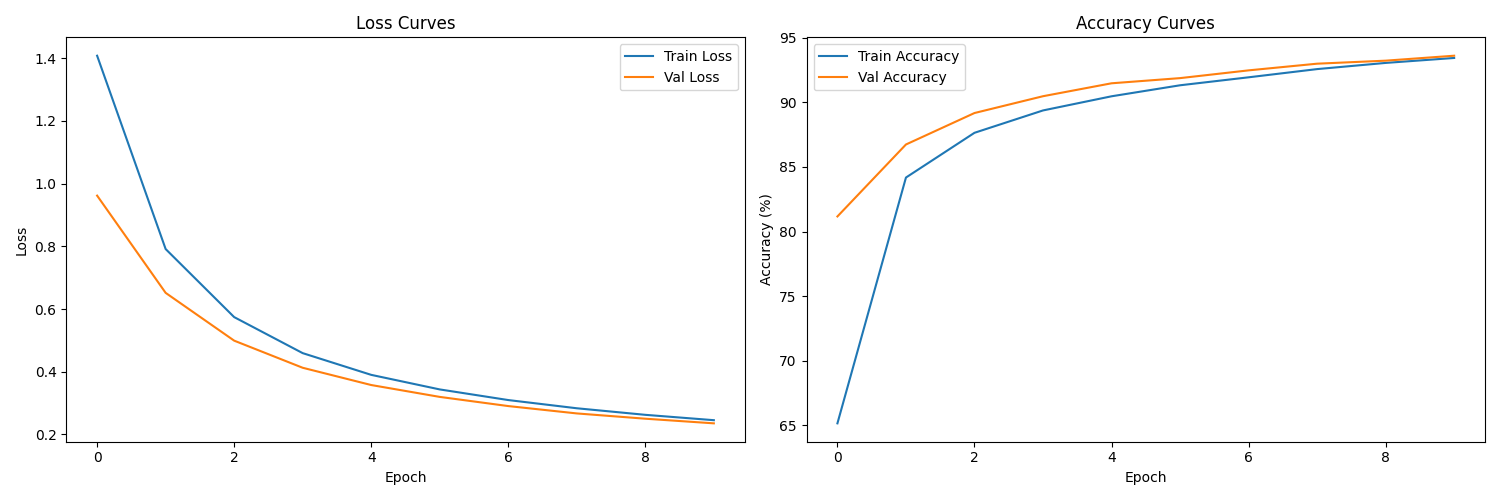 Loss Curves
1.4
1.2
1.0
0.8
0.6
0.4
0.2
Loss
0 2 4 6 8
Epoch
Train Loss
Val Loss
Accuracy Curves
95
90
85
80
75
70
65
Accuracy (%)
0 2 4 6 8
Epoch
Train Accuracy
Val Accuracy